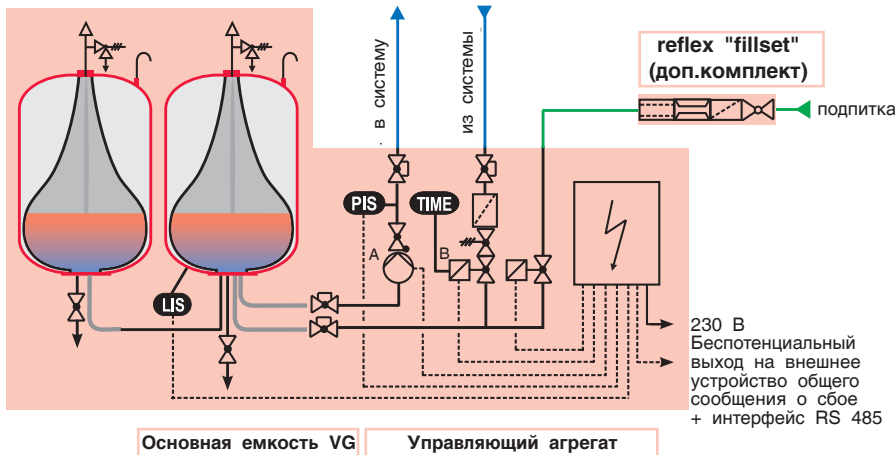 в систему
из системы
reflex "fillset"
(доп.комплект)
подпитка
PIS
TIME
A
B
LIS
230 В
Беспотенциальный
выход на внешнее
устройство общего
сообщения о сбое
+ интерфейс RS 485
Основная емкость VG
Управляющий агрегат